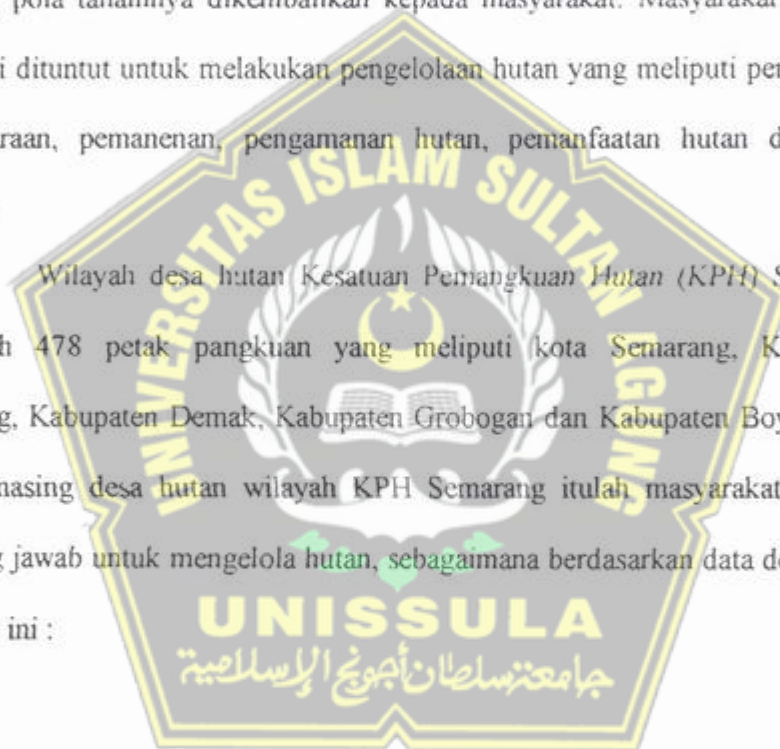 pola tanamnya dikembankan kepada masyarakat. Masyarakat
i dituntut untuk melakukan pengelolaan hutan yang meliputi per
raan, pemanenan, pengamanan hutan, pemanfaatan hutan d
Wilayah desa hutan Kesatuan Pemangkuan Hutan (KPH) S
h 478 petak pangkuan yang meliputi kota Semarang, K
g, Kabupaten Demak, Kabupaten Grobogan dan Kabupaten Boy
nasing desa hutan wilayah KPH Semarang itulah masyarakat
g jawab untuk mengelola hutan, sebagaimana berdasarkan data de
ini :
UNIVERSITAS ISLAM SULTAN AGUNG
UNISSULA
جامعة سلطان أجونج الإسلامية